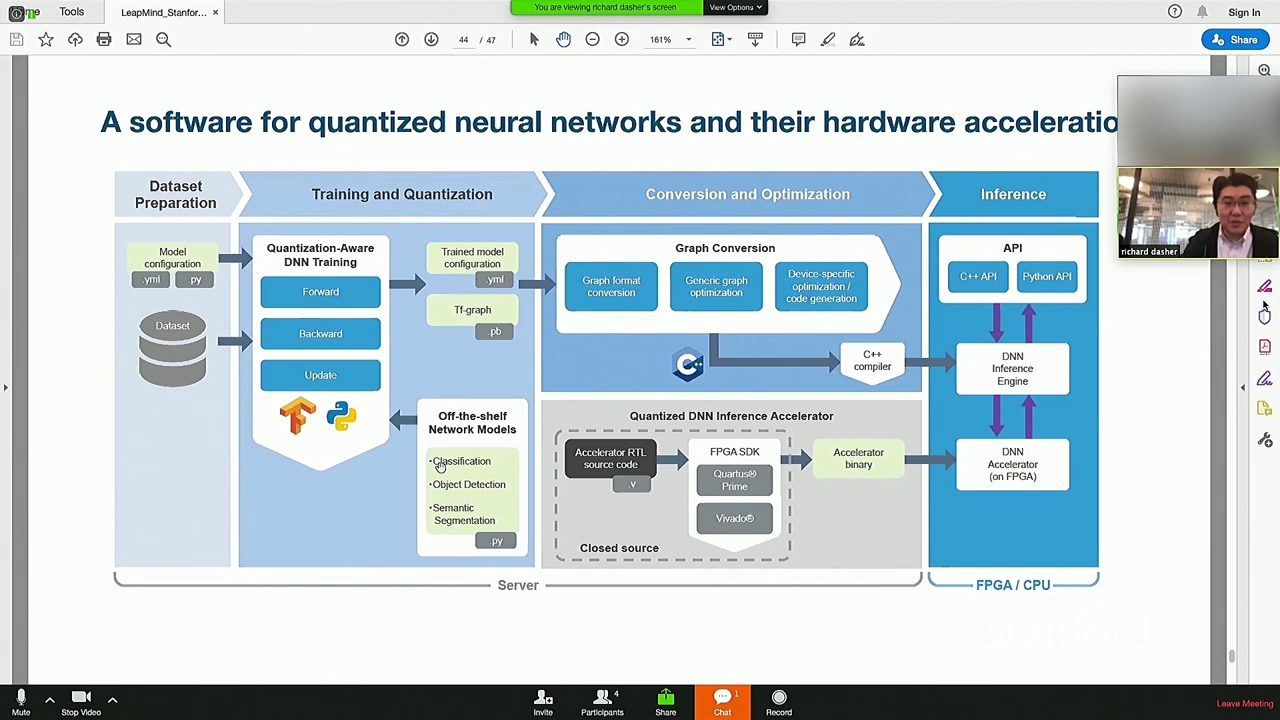 me
Tools
LeapMind_Stanfor...
×
You are viewing richard dasher's screen
View Options
Sign In
44 / 47
161%
Share
A software for quantized neural networks and their hardware acceleratio
Dataset
Preparation
Training and Quantization
Conversion and Optimization
Inference
Model
configuration
.yml
.py
Dataset
Quantization-Aware
DNN Training
Forward
Backward
Update
Trained model
configuration
.yml
Tf-graph
.pb
Off-the-shelf
Network Models
•Classification
•Object Detection
•Semantic
Segmentation
.py
Graph Conversion
Graph format
conversion
Generic graph
optimization
Device-specific
optimization /
code generation
C++
C++
compiler
Quantized DNN Inference Accelerator
Accelerator RTL
source code
.v
FPGA SDK
Quartus®
Prime
Vivado®
Closed source
Accelerator
binary
API
C++ API
Python API
DNN
Inference
Engine
DNN
Accelerator
(on FPGA)
Server
FPGA / CPU
richard dasher
Stanford
Mute
Stop Video
Invite
4
Participants
Share
1
Chat
Record
Leave Meeting